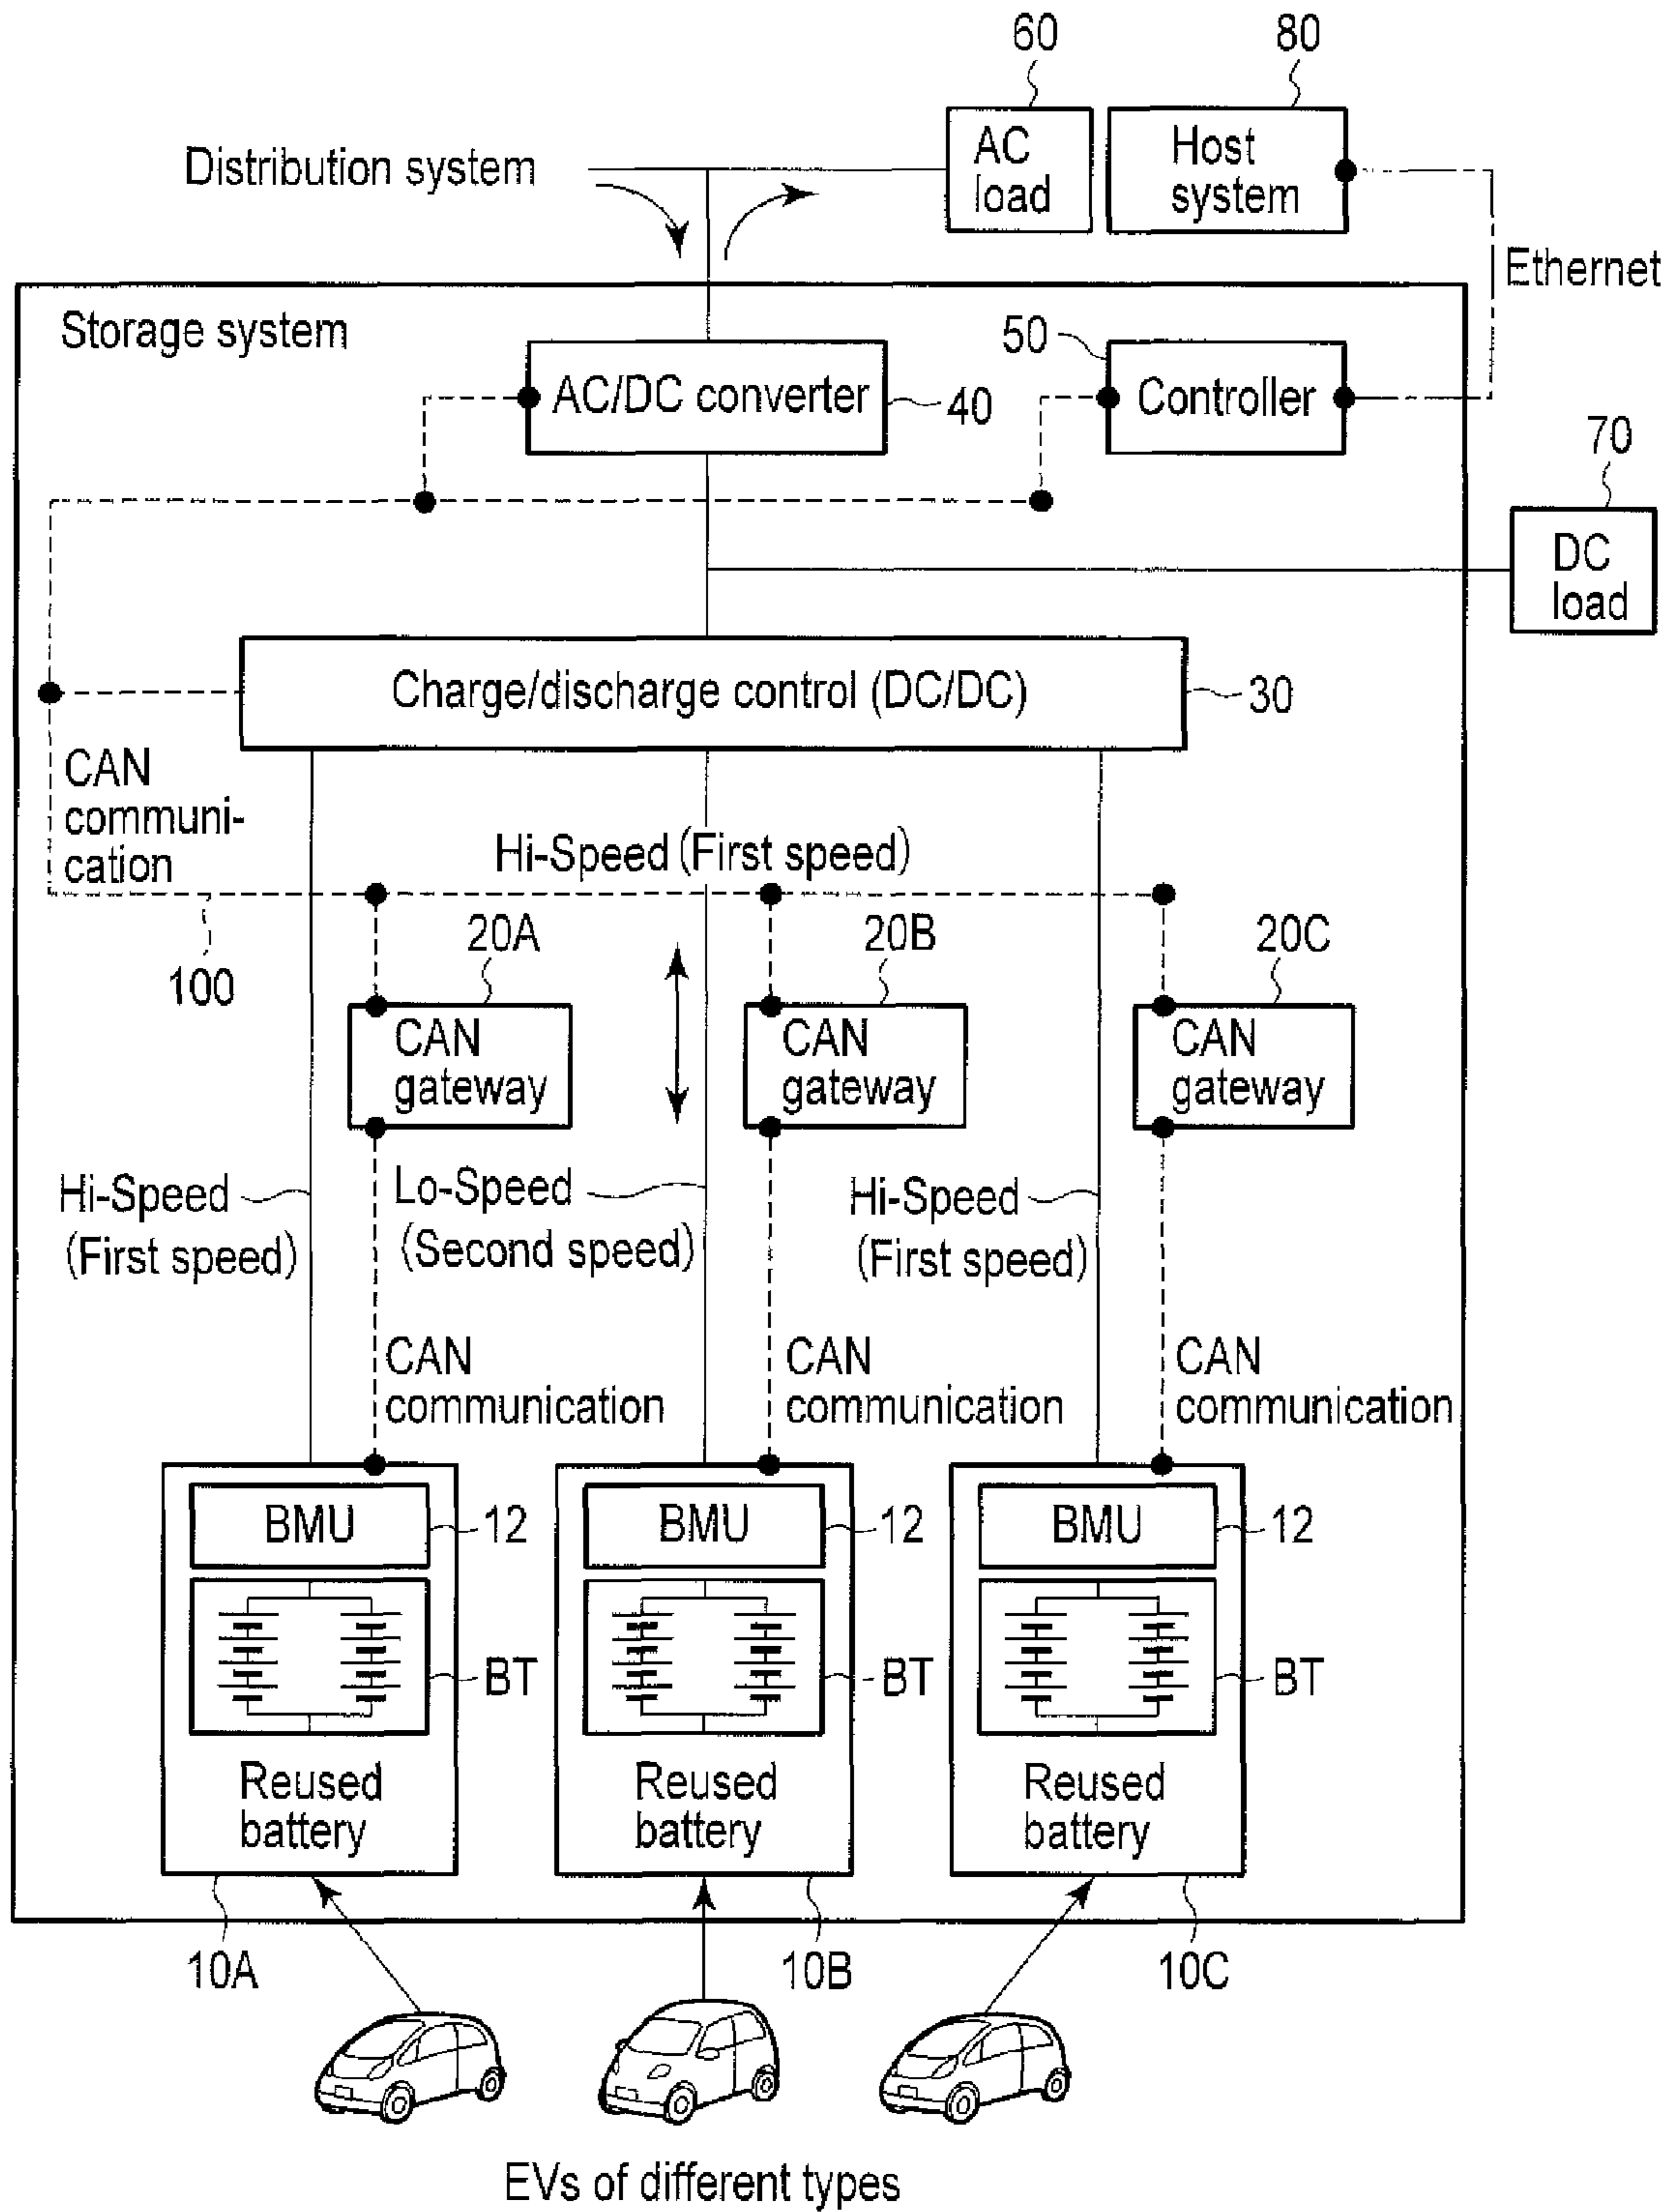 60
80
Distribution system
AC
load
Host
system
Ethernet
Storage system
50
AC/DC converter
40
Controller
70
DC
load
Charge/discharge control (DC/DC)
30
CAN
communi-
cation
Hi-Speed (First speed)
100
20A
20B
20C
CAN
gateway
CAN
gateway
CAN
gateway
Hi-Speed
(First speed)
Lo-Speed
(Second speed)
Hi-Speed
(First speed)
CAN
communication
CAN
communication
CAN
communication
BMU
12
BMU
12
BMU
12
BT
BT
BT
Reused
battery
Reused
battery
Reused
battery
10A
10B
10C
EVs of different types